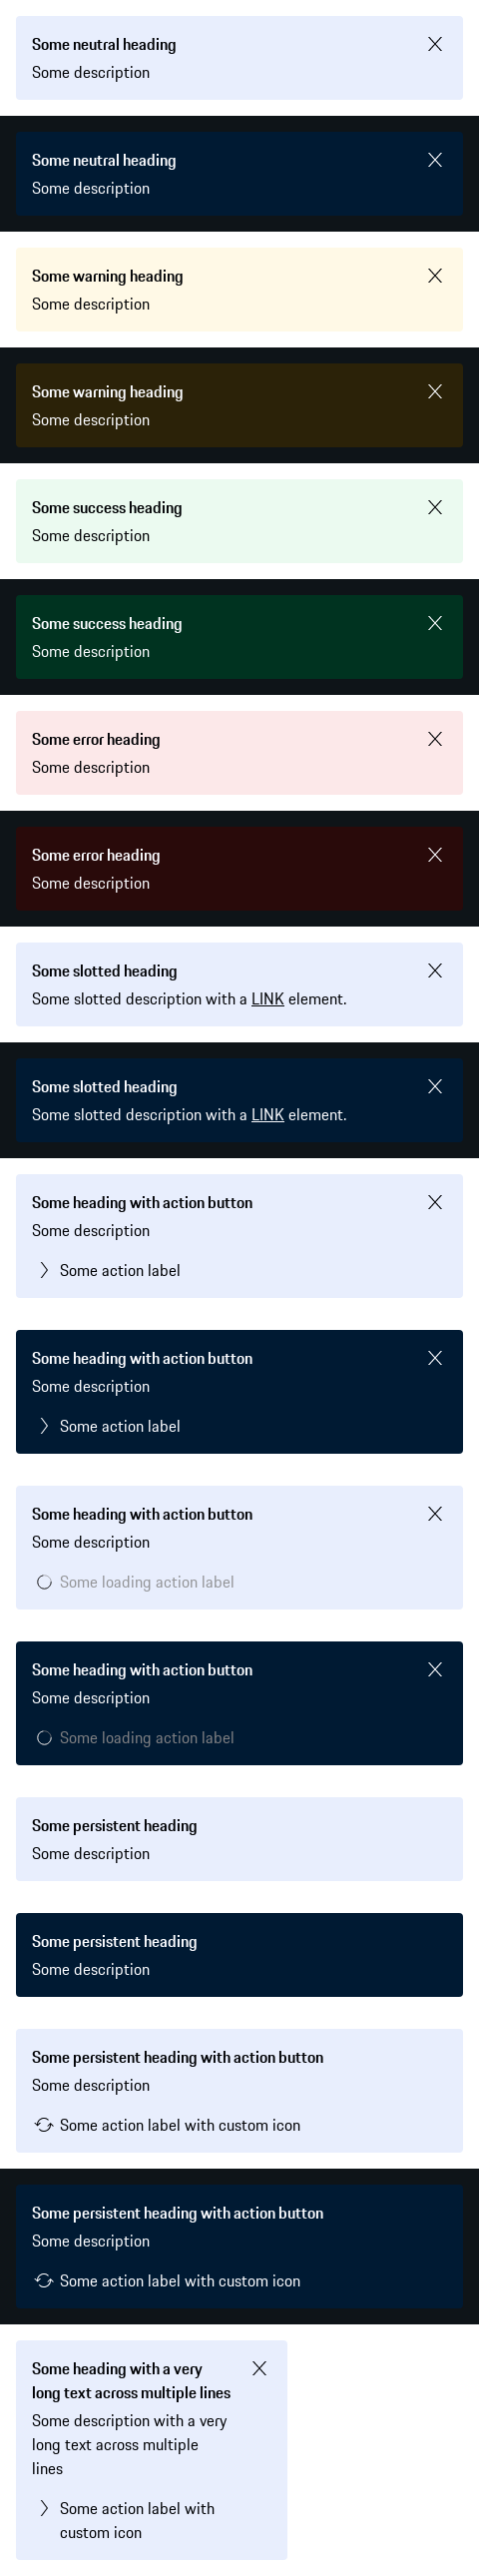 Some neutral heading
Some description
Some neutral heading
Some description
Some warning heading
Some description
Some warning heading
Some description
Some success heading
Some description
Some success heading
Some description
Some error heading
Some description
Some error heading
Some description
Some slotted heading
Some slotted description with a LINK element.
Some slotted heading
Some slotted description with a LINK element.
Some heading with action button
Some description
Some action label
Some heading with action button
Some description
Some action label
Some heading with action button
Some description
Some loading action label
Some heading with action button
Some description
Some loading action label
Some persistent heading
Some description
Some persistent heading
Some description
Some persistent heading with action button
Some description
Some action label with custom icon
Some persistent heading with action button
Some description
Some action label with custom icon
Some heading with a very
long text across multiple lines
Some description with a very
long text across multiple
lines
Some action label with
custom icon